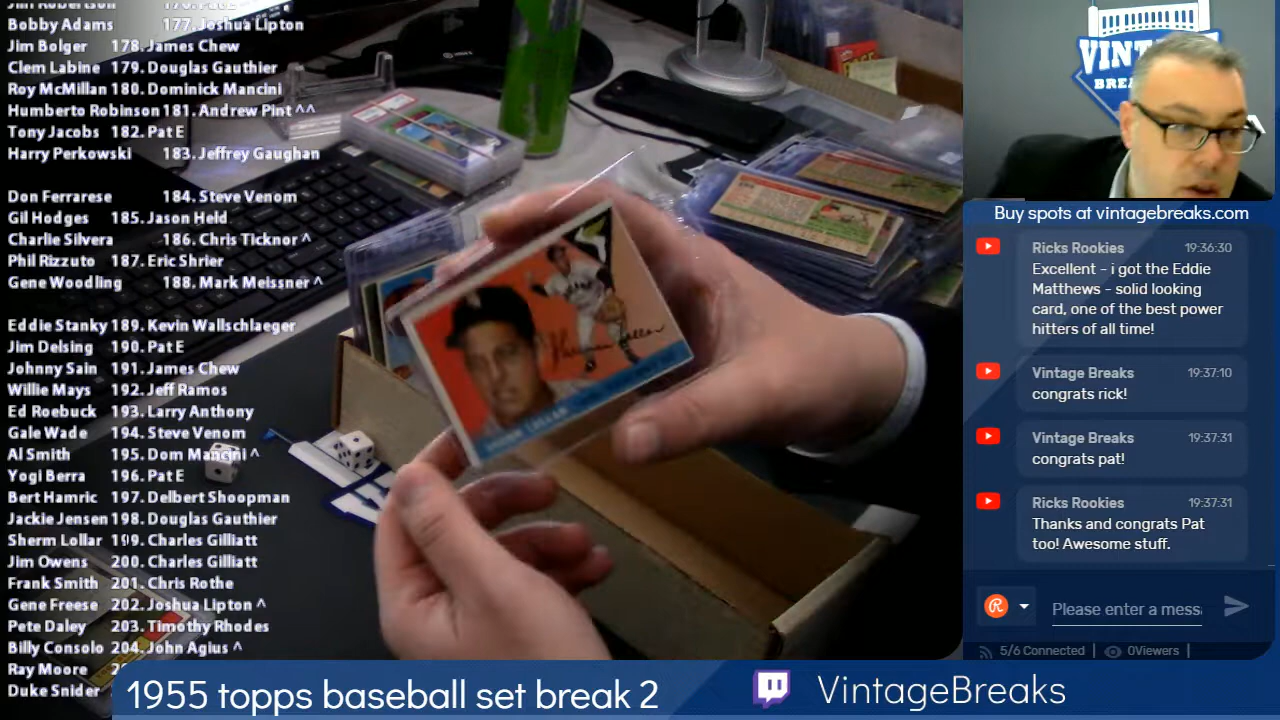 Bobby Adams 177. Joshua Lipton
Jim Bolger 178. James Chew
Clem Labine 179. Douglas Gauthier
Roy McMillan 180. Dominick Mancini
Humberto Robinson 181. Andrew Pint ^^
Tony Jacobs 182. Pat E
Harry Perkowski 183. Jeffrey Gaughan
Don Ferrarese 184. Steve Venom
Gil Hodges 185. Jason Held
Charlie Silvera 186. Chris Ticknor ^
Phil Rizzuto 187. Eric Shrier
Gene Woodling 188. Mark Meissner ^
Eddie Stanky 189. Kevin Wallschlaeger
Jim Delsing 190. Pat E
Johnny Sain 191. James Chew
Willie Mays 192. Jeff Ramos
Ed Roebuck 193. Larry Anthony
Gale Wade 194. Steve Venom
Al Smith 195. Dom Mancini ^
Yogi Berra 196. Pat E
Bert Hamric 197. Delbert Shoopman
Jackie Jensen 198. Douglas Gauthier
Sherm Lollar 199. Charles Gilliatt
Jim Owens 200. Charles Gilliatt
Frank Smith 201. Chris Rothe
Gene Freese 202. Joshua Lipton ^
Pete Daley 203. Timothy Rhodes
Billy Consolo 204. John Agius ^
Ray Moore
Duke Snider
1955 topps baseball set break 2
VintageBreaks
Buy spots at vintagebreaks.com
Ricks Rookies 19:36:30
Excellent - i got the Eddie
Matthews - solid looking
card, one of the best power
hitters of all time!
Vintage Breaks 19:37:10
congrats rick!
Vintage Breaks 19:37:31
congrats pat!
Ricks Rookies 19:37:31
Thanks and congrats Pat
too! Awesome stuff.
Please enter a messa
5/6 Connected | 0Viewers |